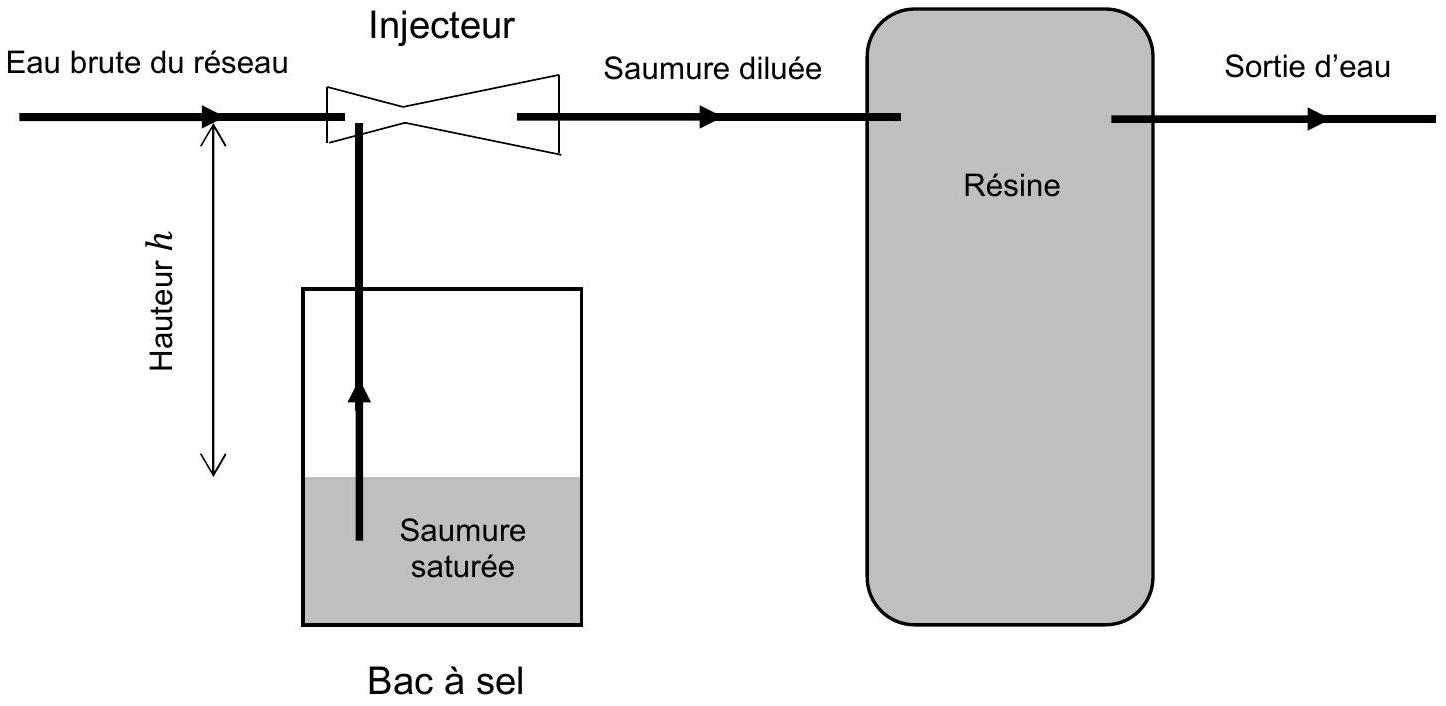 Injecteur
Eau brute du réseau
Saumure diluée
Sortie d’eau
Résine
Hauteur h
Saumure
saturée
Bac à sel